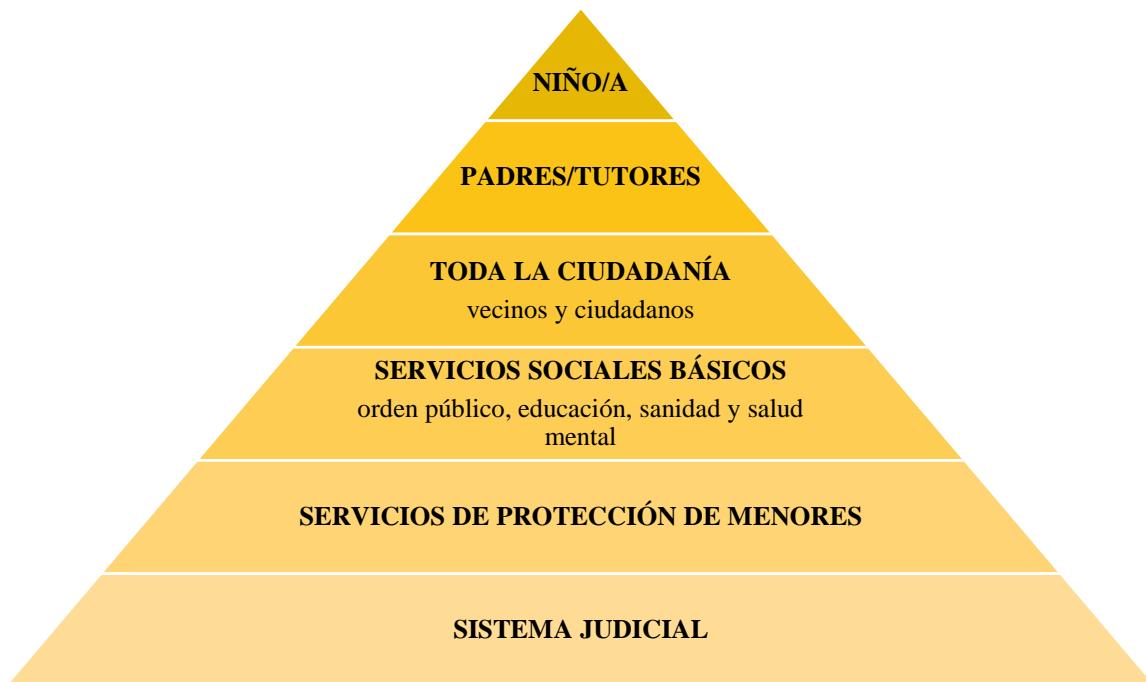 NIÑO/A
PADRES/TUTORES
TODA LA CIUDADANÍA
vecinos y ciudadanos
SERVICIOS SOCIALES BÁSICOS
orden público, educación, sanidad y salud
mental
SERVICIOS DE PROTECCIÓN DE MENORES
SISTEMA JUDICIAL